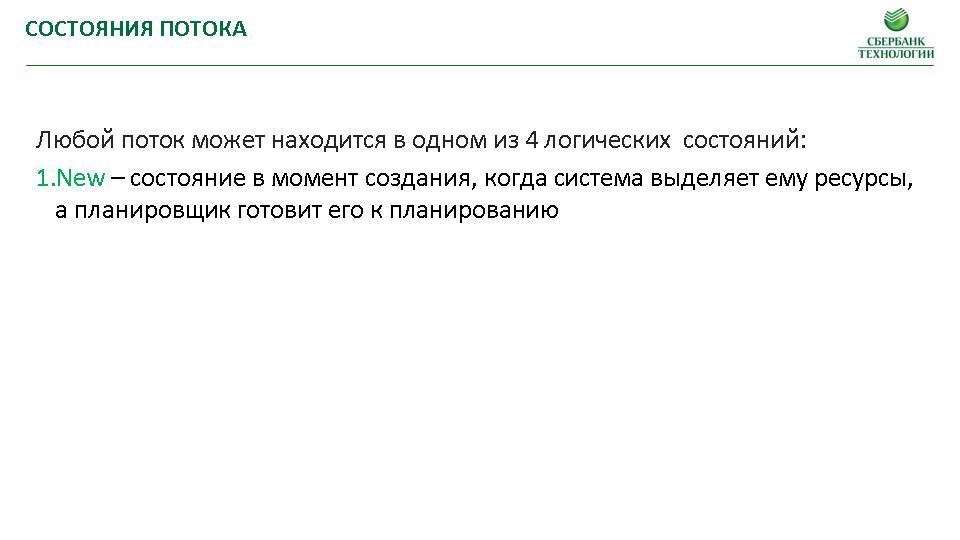 СОСТОЯНИЯ ПОТОКА
СБЕРБАНК
ТЕХНОЛОГИИ
Любой поток может находится в одном из 4 логических состояний:
1.New – состояние в момент создания, когда система выделяет ему ресурсы,
а планировщик готовит его к планированию